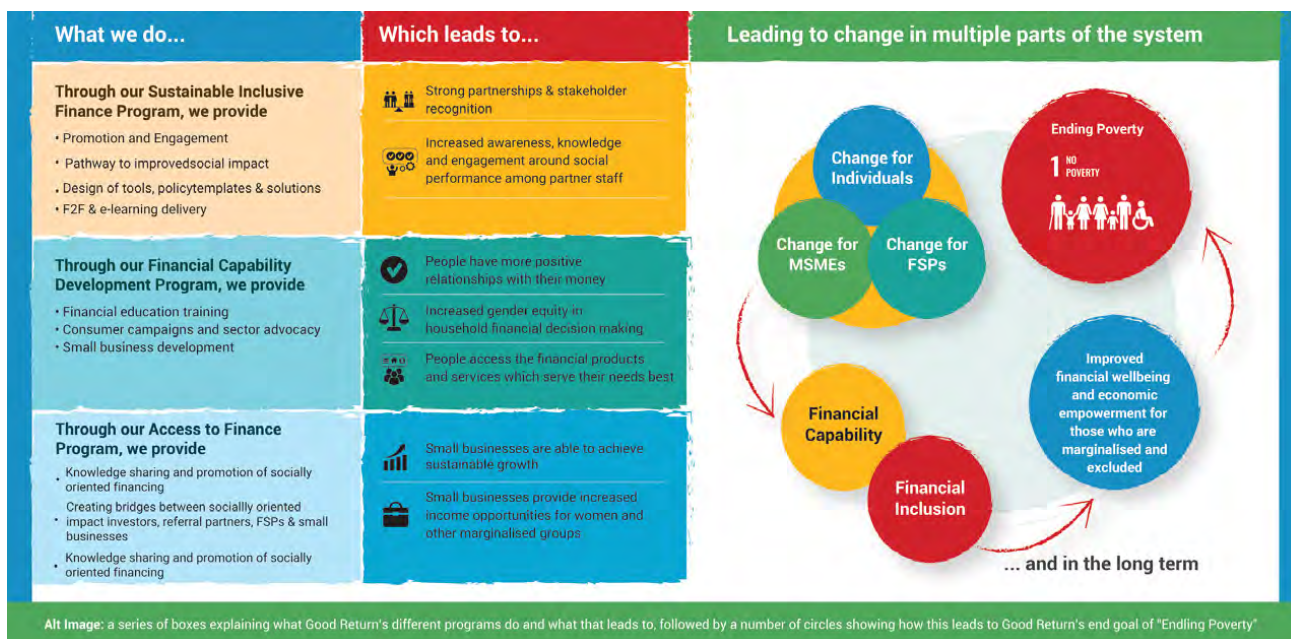 What we do...
Through our Sustainable Inclusive
Finance Program, we provide
• Promotion and Engagement
• Pathway to improvedsocial impact
• Design of tools, policytemplates & solutions
• F2F & e-learning delivery
Through our Financial Capability
Development Program, we provide
• Financial education training
• Consumer campaigns and sector advocacy
• Small business development
Through our Access to Finance
Program, we provide
• Knowledge sharing and promotion of socially
oriented financing
Creating bridges between sociallly oriented
• impact investors, referral partners, FSPs & small
businesses
• Knowledge sharing and promotion of socially
oriented financing
Which leads to...
Strong partnerships & stakeholder
recognition
Increased awareness, knowledge
and engagement around social
performance among partner staff
People have more positive
relationships with their money
Increased gender equity in
household financial decision making
People access the financial products
and services which serve their needs best
Small businesses are able to achieve
sustainable growth
Small businesses provide increased
income opportunities for women and
other marginalised groups
Leading to change in multiple parts of the system
Change for
Individuals
Change for
MSMEs
Change for
FSPs
Financial
Capability
Financial
Inclusion
... and in the long term
Improved
financial wellbeing
and economic
empowerment for
those who are
marginalised and
excluded
Ending Poverty
1 NO
POVERTY
Alt Image: a series of boxes explaining what Good Return's different programs do and what that leads to, followed by a number of circles showing how this leads to Good Return's end goal of "Endling Poverty"